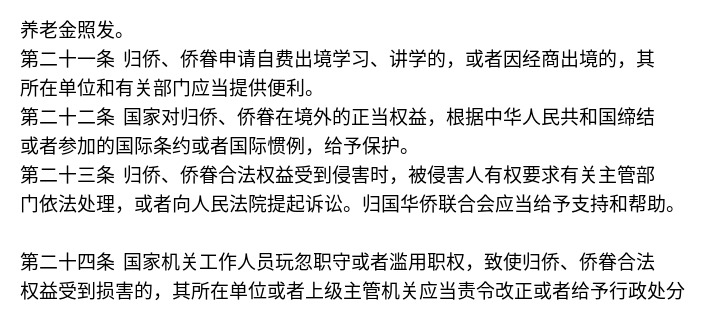 养老金照发。
第二十一条 归侨、侨眷申请自费出境学习、讲学的，或者因经商出境的，其
所在单位和有关部门应当提供便利。
第二十二条 国家对归侨、侨眷在境外的正当权益，根据中华人民共和国缔结
或者参加的国际条约或者国际惯例，给予保护。
第二十三条 归侨、侨眷合法权益受到侵害时，被侵害人有权要求有关主管部
门依法处理，或者向人民法院提起诉讼。归国华侨联合会应当给予支持和帮助。
第二十四条 国家机关工作人员玩忽职守或者滥用职权，致使归侨、侨眷合法
权益受到损害的，其所在单位或者上级主管机关应当责令改正或者给予行政处分